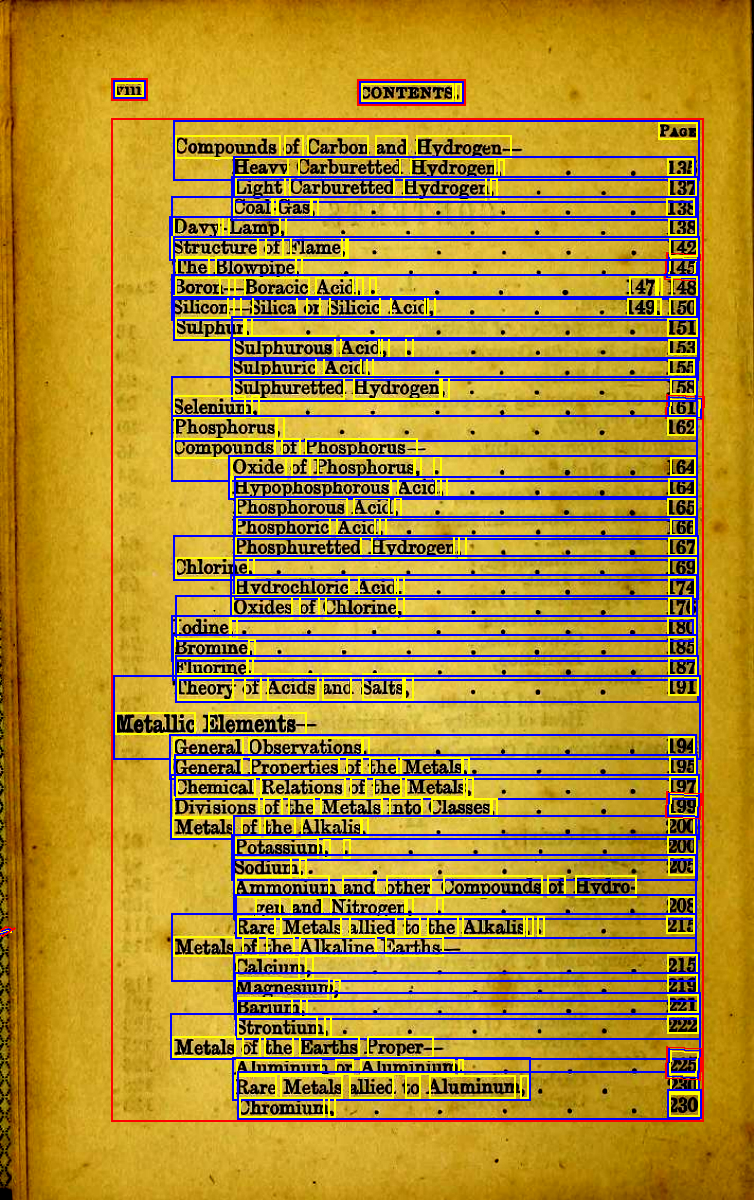 viii CONTENTS.
PAGE
Compounds of Carbon and Hydrogen—
Heavy Carburetted Hydrogen, . . . 135
Light Carburetted Hydrogen, . . . 137
Coal Gas, . . . . . 138
Davy-Lamp, . . . . . 138
Structure of Flame, . . . . . 142
The Blowpipe, . . . . . 145
Boron—Boracic Acid, . . . . 147, 148
Silicon—Silica or Silicic Acid, . . . 149, 150
Sulphur, . . . . . . 151
Sulphurous Acid, . . . . . 153
Sulphuric Acid, . . . . . 155
Sulphuretted Hydrogen, . . . . 158
Selenium, . . . . . . 161
Phosphorus, . . . . . 162
Compounds of Phosphorus—
Oxide of Phosphorus, . . . . 164
Hypophosphorous Acid, . . . . 164
Phosphorous Acid, . . . . 165
Phosphoric Acid, . . . . 166
Phosphuretted Hydrogen, . . . . 167
Chlorine, . . . . . . 169
Hydrochloric Acid, . . . . 174
Oxides of Chlorine, . . . . 176
Iodine, . . . . . . 180
Bromine, . . . . . . 185
Fluorine, . . . . . . 187
Theory of Acids and Salts, . . . . 191
Metallic Elements—
General Observations, . . . . 194
General Properties of the Metals, . . . 195
Chemical Relations of the Metals, . . . 197
Divisions of the Metals into Classes, . . . 199
Metals of the Alkalis, . . . . . 200
Potassium, . . . . . 200
Sodium, . . . . . . 205
Ammonium and other Compounds of Hydro-
gen and Nitrogen, . . . . 208
Rare Metals allied to the Alkalis, . . 215
Metals of the Alkaline Earths—
Calcium, . . . . . 215
Magnesium, . . . . . 219
Barium, . . . . . 221
Strontium, . . . . . 222
Metals of the Earths Proper—
Aluminum or Aluminium, . . . 225
Rare Metals allied to Aluminum, . . . 230
Chromium, . . . . . 230